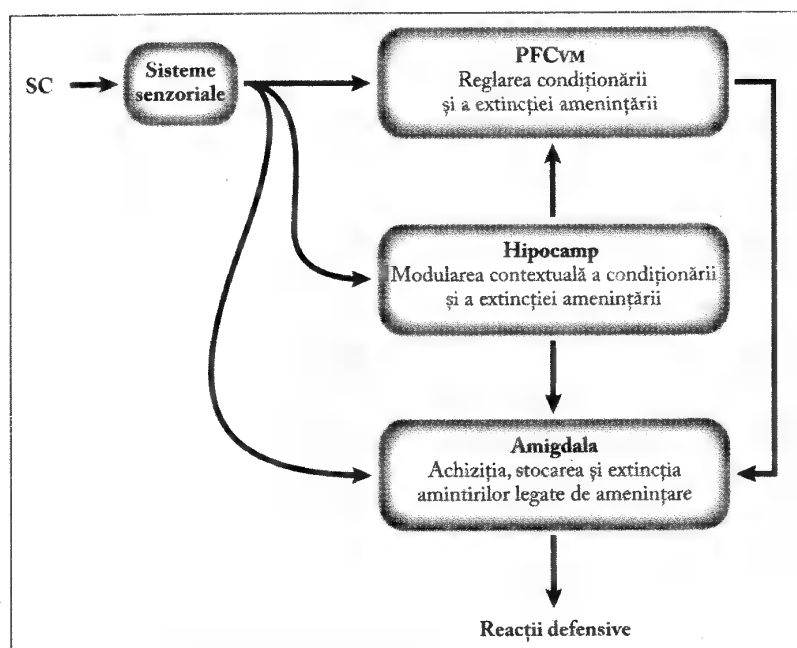 SC
Sisteme
senzoriale
PFCVM
Reglarea condiționării
și a extincției amenințării
Hipocamp
Modularea contextuală a condiționării
și a extincției amenințării
Amigdala
Achiziția, stocarea și extincția
amintirilor legate de amenințare
Reacții defensive